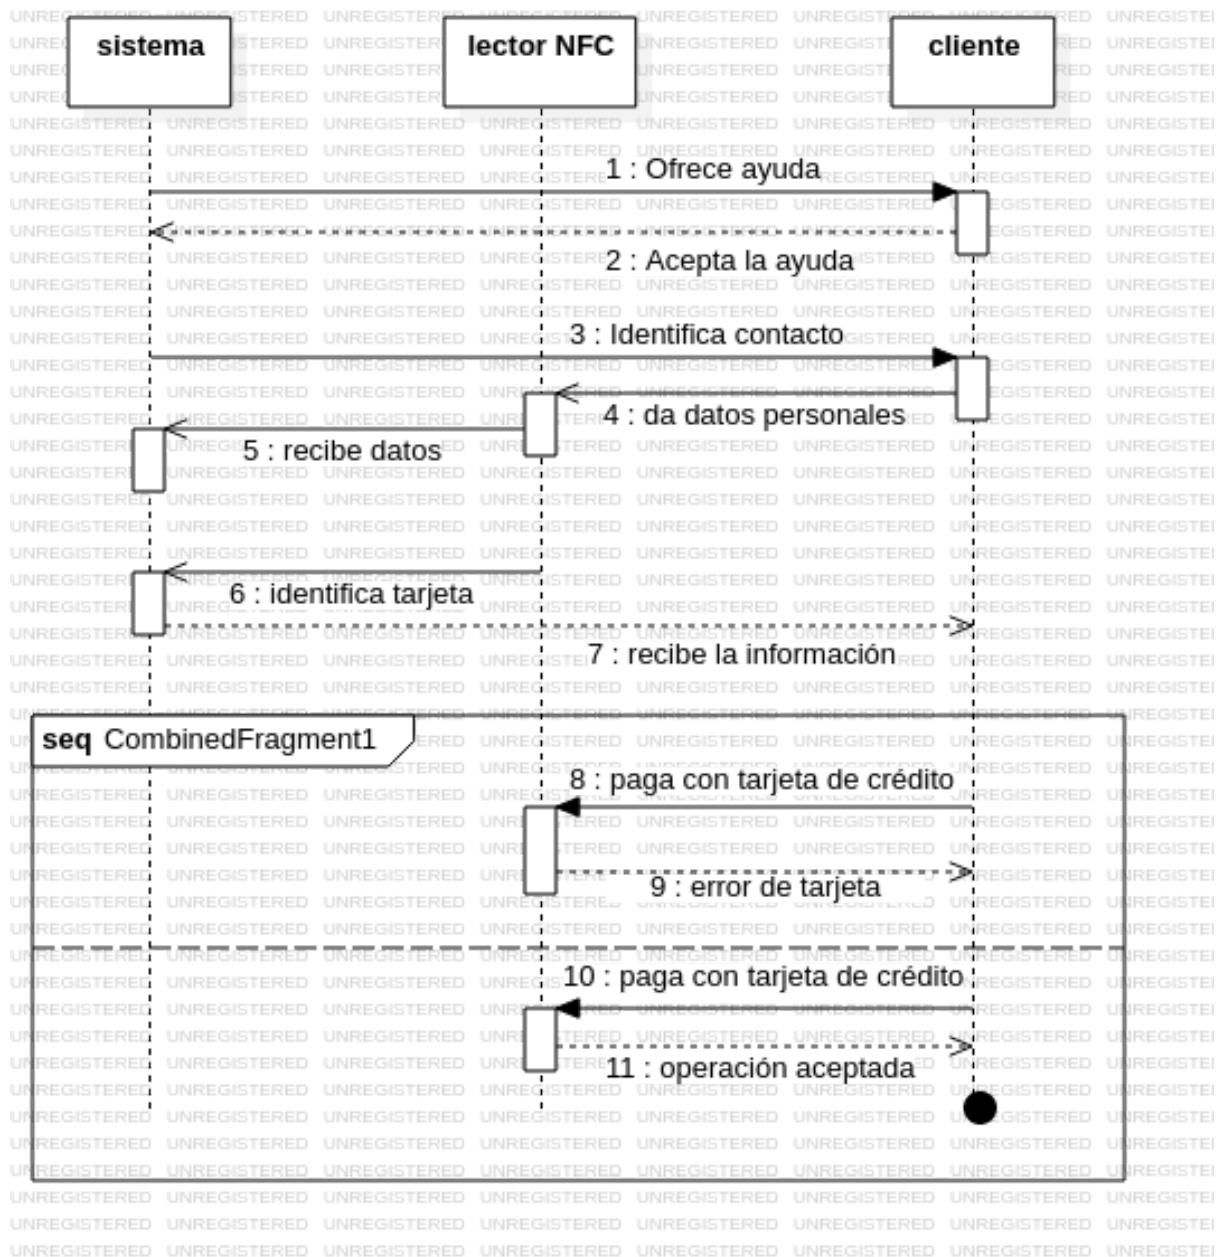 sistema
lector NFC
cliente
1 : Ofrece ayuda
2 : Acepta la ayuda
3 : Identifica contacto
4 : da datos personales
5 : recibe datos
6 : identifica tarjeta
7 : recibe la información
seq CombinedFragment1
8 : paga con tarjeta de crédito
9 : error de tarjeta
10 : paga con tarjeta de crédito
11 : operación aceptada
UNREGISTERED